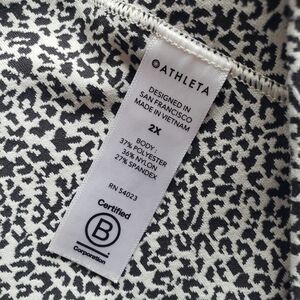 ATHLETA
DESIGNED IN
SAN FRANCISCO
MADE IN VIETNAM
2X
BODY:
37% POLYESTER
36% NYLON
27% SPANDEX
RN 54023
Certified
B
Corporation